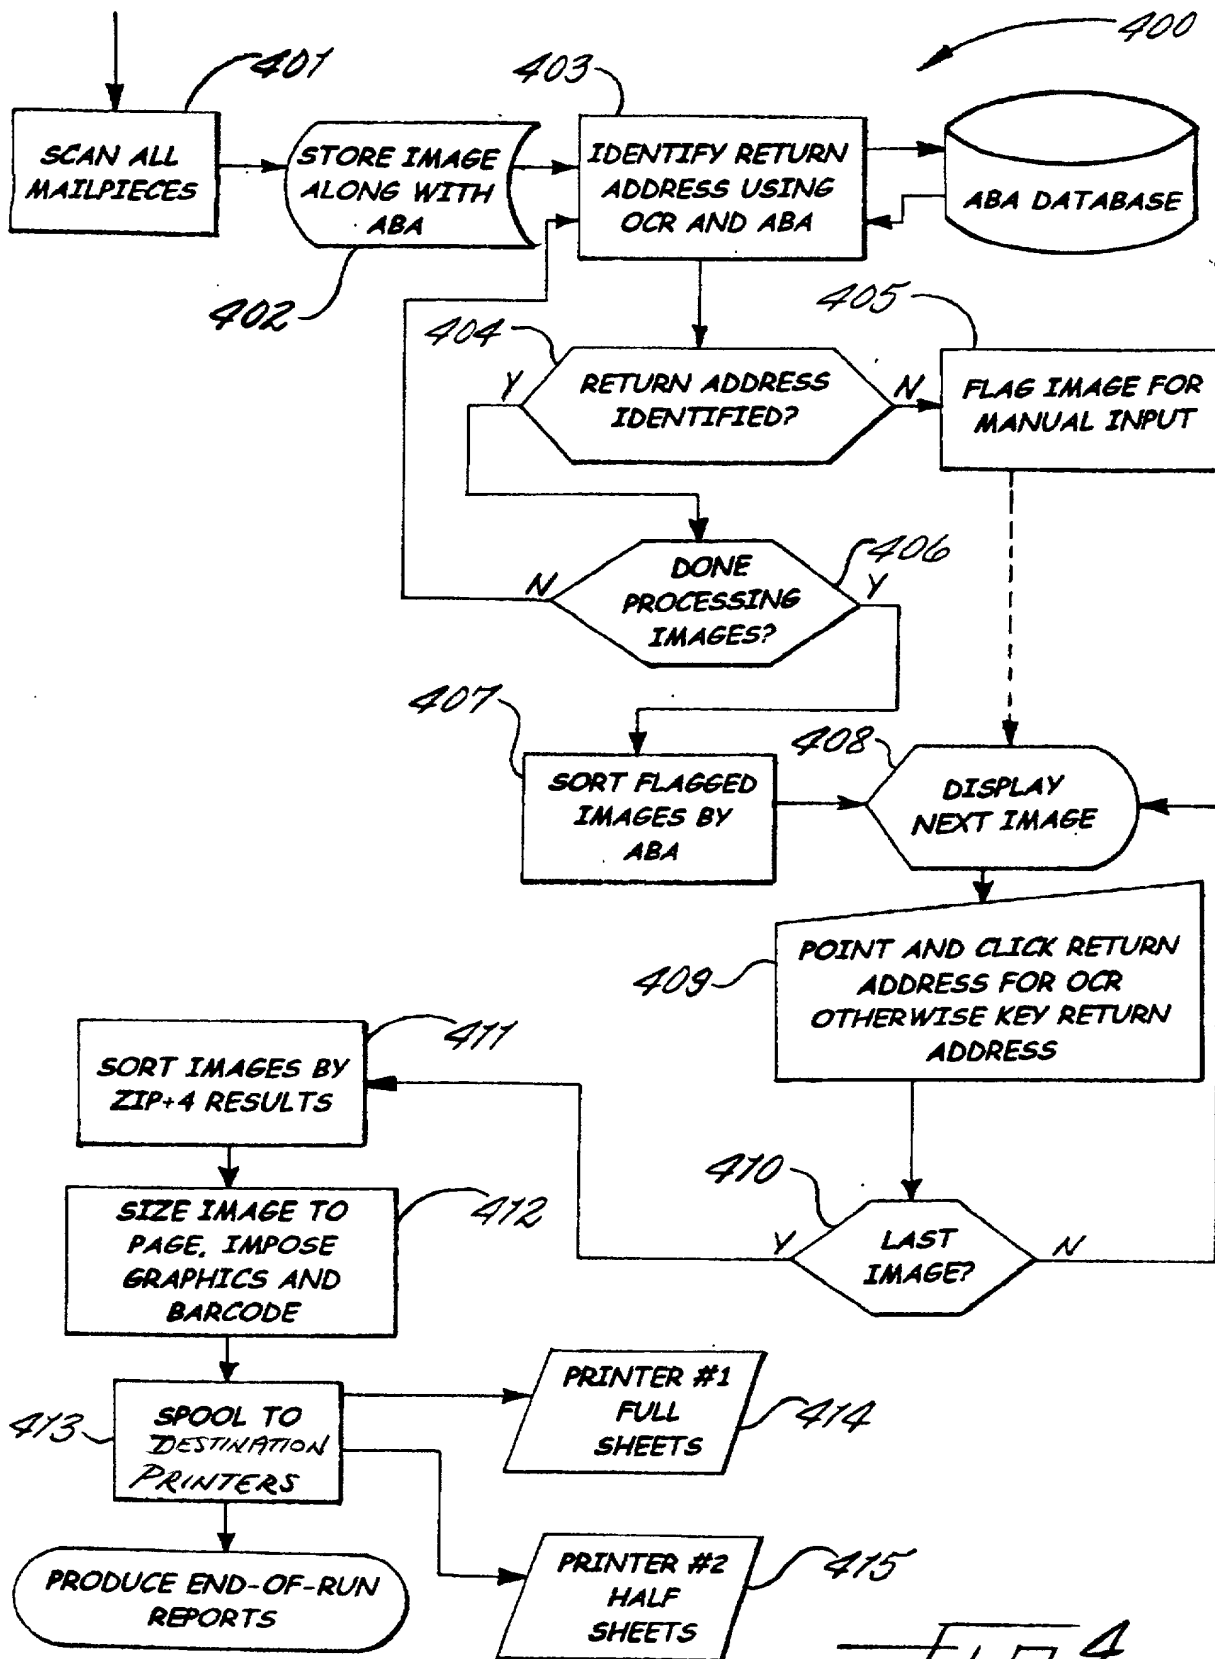 400
401
SCAN ALL
MAILPIECES
STORE IMAGE
ALONG WITH
ABA
402
403
IDENTIFY RETURN
ADDRESS USING
OCR AND ABA
ABA DATABASE
404
Y
RETURN ADDRESS
IDENTIFIED?
N
405
FLAG IMAGE FOR
MANUAL INPUT
N
DONE
PROCESSING
IMAGES?
Y
406
407
SORT FLAGGED
IMAGES BY
ABA
408
DISPLAY
NEXT IMAGE
409
POINT AND CLICK RETURN
ADDRESS FOR OCR
OTHERWISE KEY RETURN
ADDRESS
410
Y
LAST
IMAGE?
N
411
SORT IMAGES BY
ZIP+4 RESULTS
412
SIZE IMAGE TO
PAGE, IMPOSE
GRAPHICS AND
BARCODE
413
SPOOL TO
DESTINATION
PRINTERS
PRINTER #1
FULL
SHEETS
414
PRINTER #2
HALF
SHEETS
415
PRODUCE END-OF-RUN
REPORTS
4